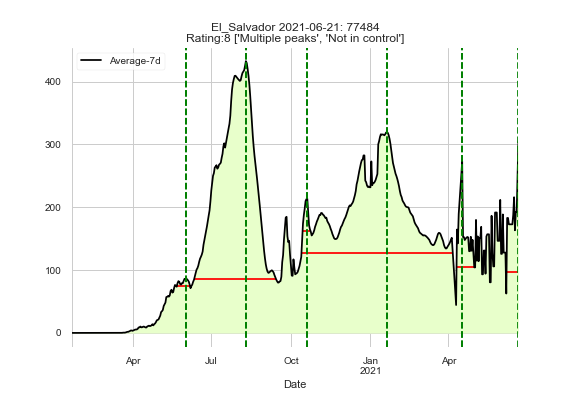 El_Salvador 2021-06-21: 77484
Rating:8 ['Multiple peaks', 'Not in control']
Average-7d
400
300
200
100
0
Apr Jul Oct Jan Apr
2021
Date